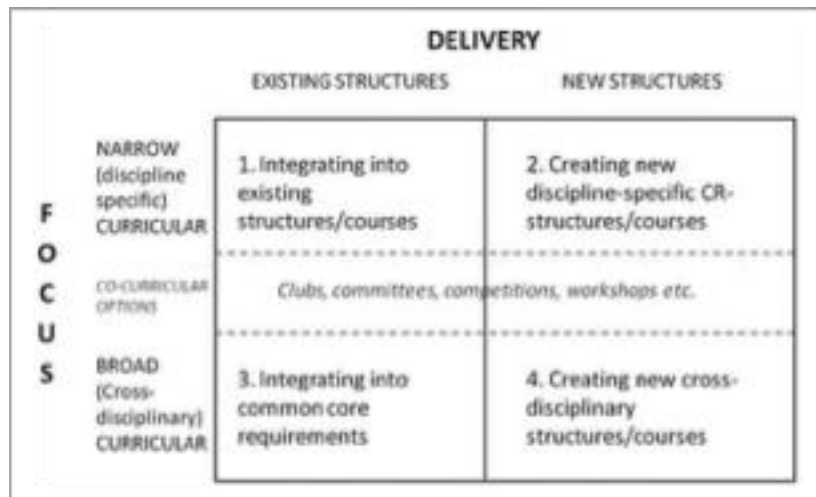 DELIVERY
EXISTING STRUCTURES NEW STRUCTURES
FOCUS
NARROW
(discipline
specific)
CURRICULAR
1. Integrating into
existing
structures/courses
2. Creating new
discipline-specific CR-
structures/courses
CO-CURRICULAR
OPTIONS
Clubs, committees, competitions, workshops etc.
BROAD
(Cross-
disciplinary)
CURRICULAR
3. Integrating into
common core
requirements
4. Creating new cross-
disciplinary
structures/courses